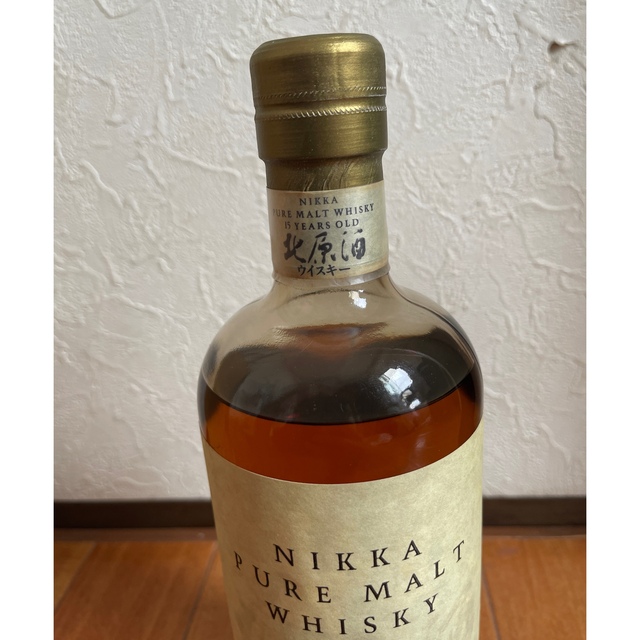 NIKKA
PURE MALT WHISKY
15 YEARS OLD
北原酒
ウイスキー
NIKKA
PURE MALT
WHISKY